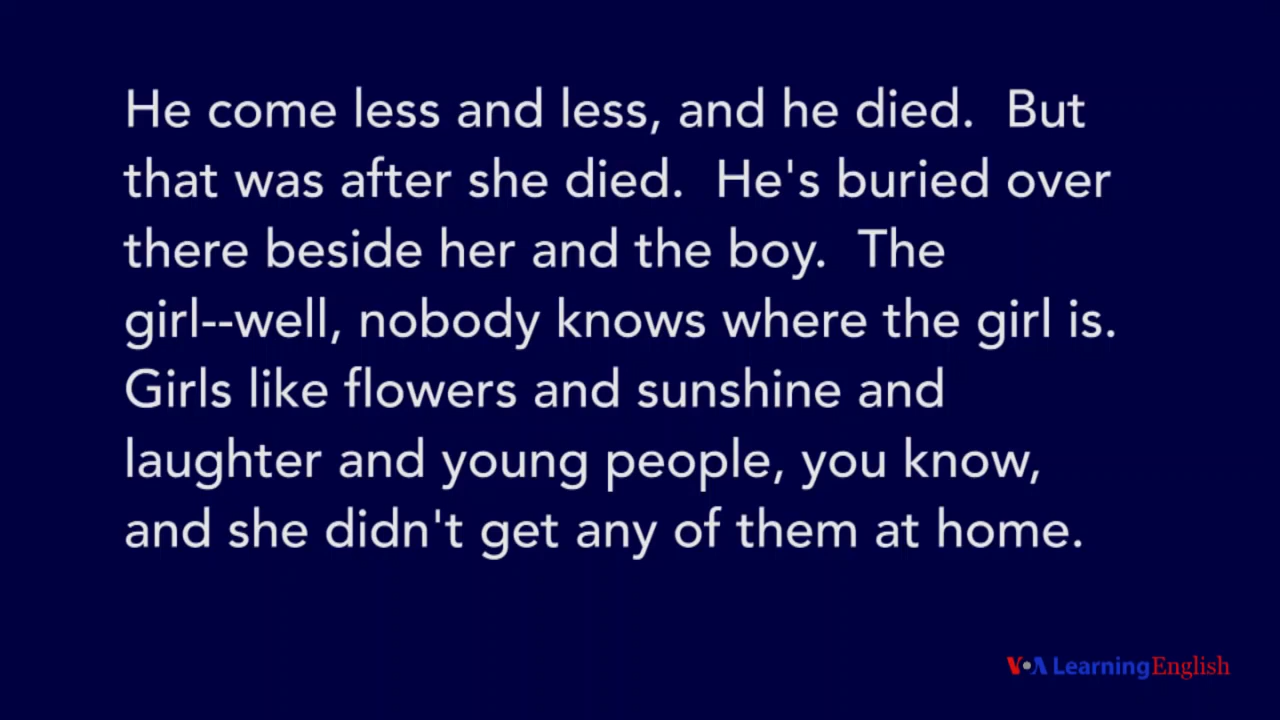 He come less and less, and he died.  But
that was after she died.  He's buried over
there beside her and the boy.  The
girl--well, nobody knows where the girl is.
Girls like flowers and sunshine and
laughter and young people, you know,
and she didn't get any of them at home.
VOA Learning English